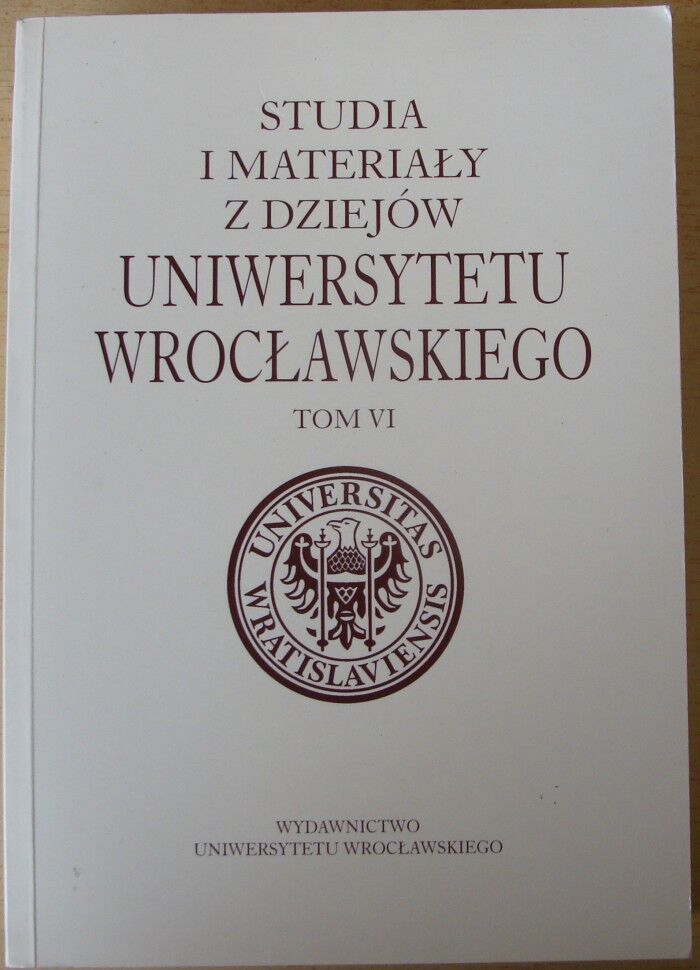 STUDIA
I MATERIAŁY
Z DZIEJÓW
UNIWERSYTETU
WROCŁAWSKIEGO
TOM VI
UNIVERSITAS
WRATISLAVIENSIS
WYDAWNICTWO
UNIWERSYTETU WROCŁAWSKIEGO